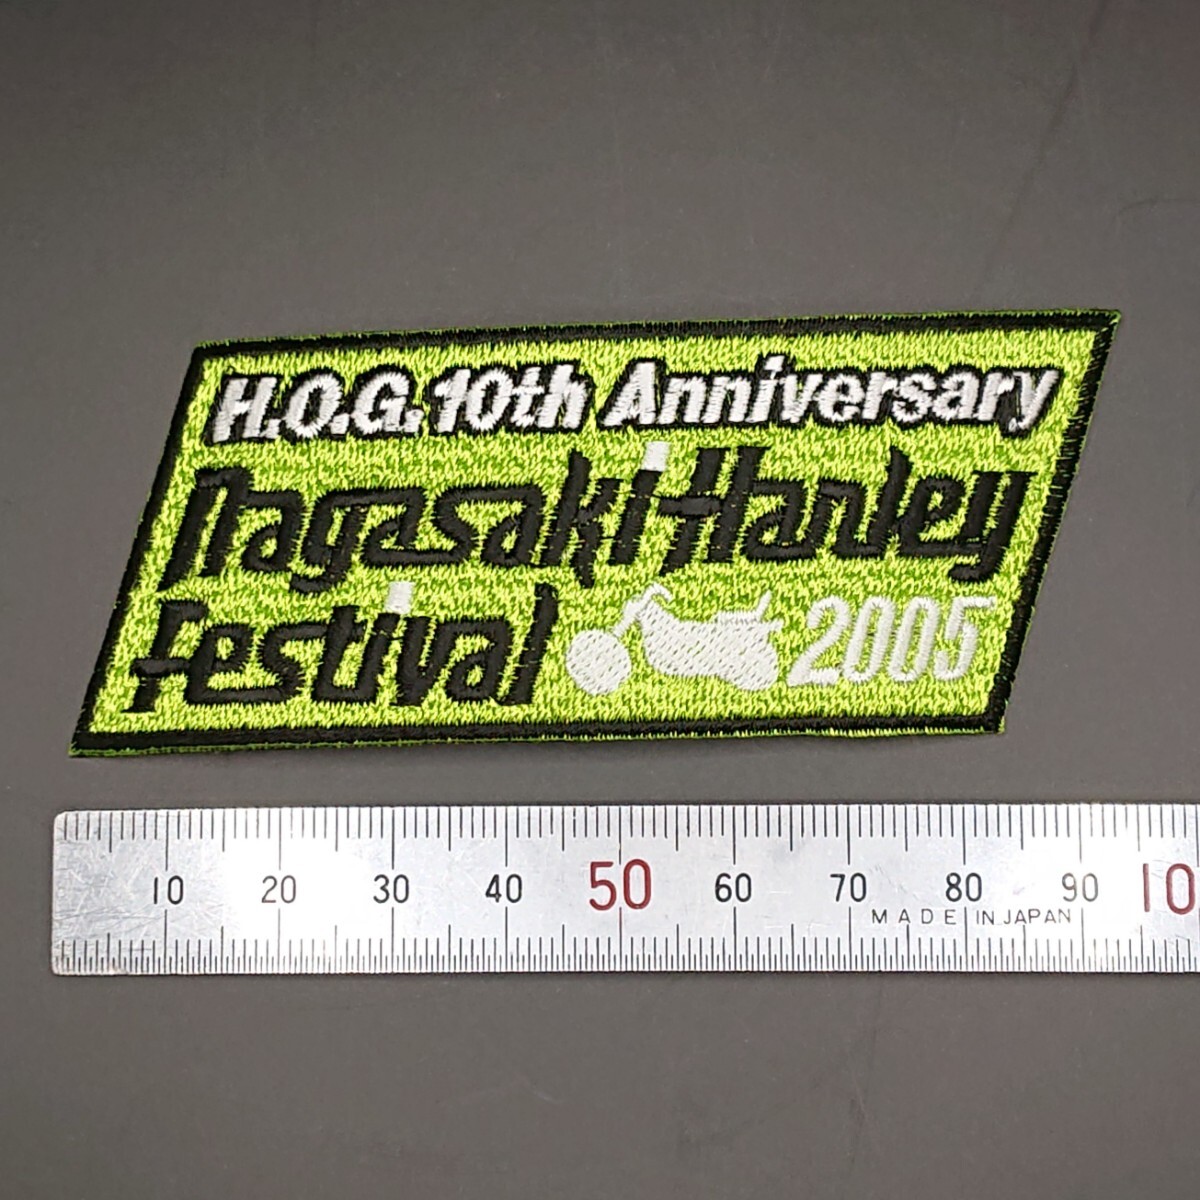 H.O.G. 10th Anniversary
Nagasaki Harley
Festival 2005
10 20 30 40 50 60 70 80 90 10
MADE IN JAPAN